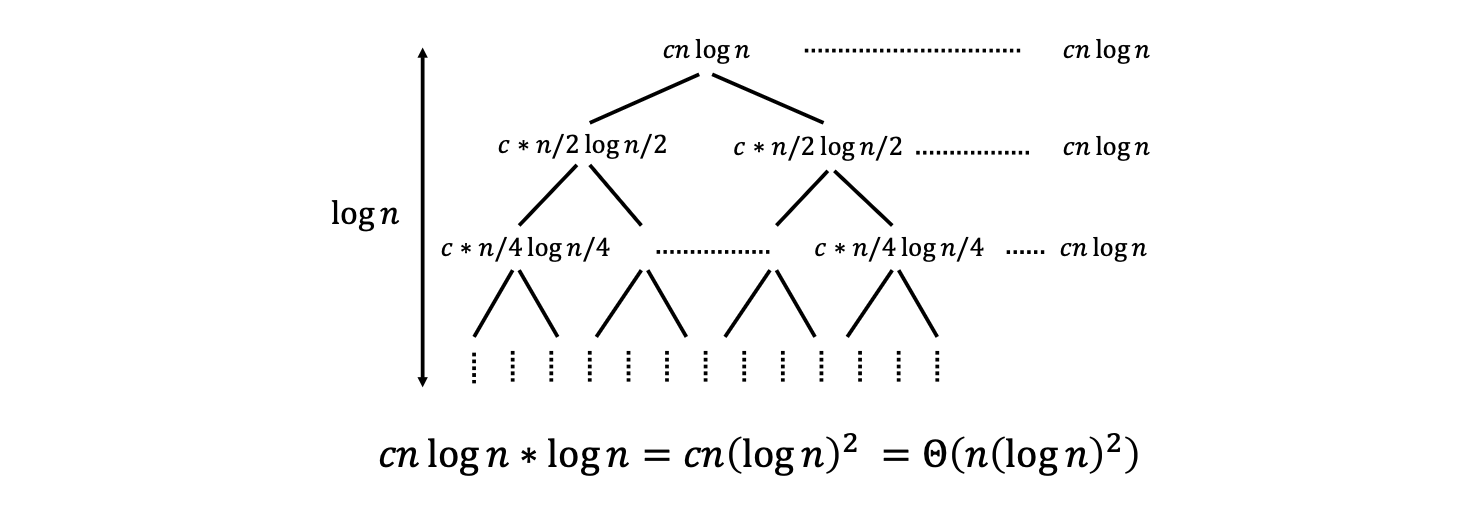 cn log n cn log n
c ∗ n/2 log n/2 c ∗ n/2 log n/2 cn log n
log n
c ∗ n/4 log n/4 c ∗ n/4 log n/4 cn log n
cn log n ∗ log n = cn(log n)² = Θ(n(log n)²)